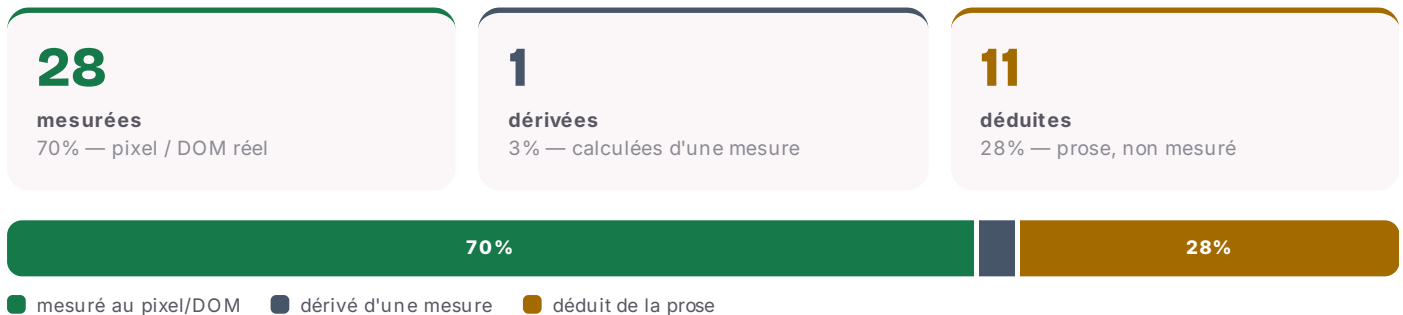 28
mesurées
70% — pixel / DOM réel
1
dérivées
3% — calculées d'une mesure
11
déduites
28% — prose, non mesuré
70%
28%
mesuré au pixel/DOM
dérivé d'une mesure
déduit de la prose